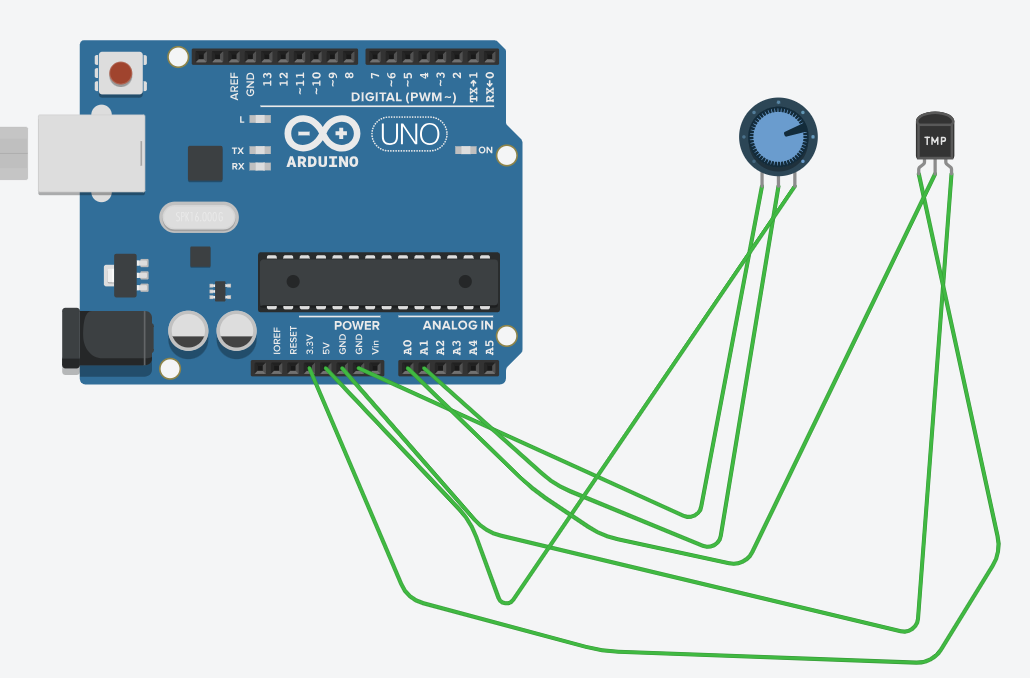 AREF
GND
13
12
~11
~10
~9
8
7
~6
~5
4
~3
2
TX→1
RX←0
DIGITAL (PWM~)
L
TX
RX
ARDUINO
UNO
ON
SPK16.000G
TMP
POWER
ANALOG IN
IOREF
RESET
3.3V
5V
GND
GND
Vin
A0
A1
A2
A3
A4
A5